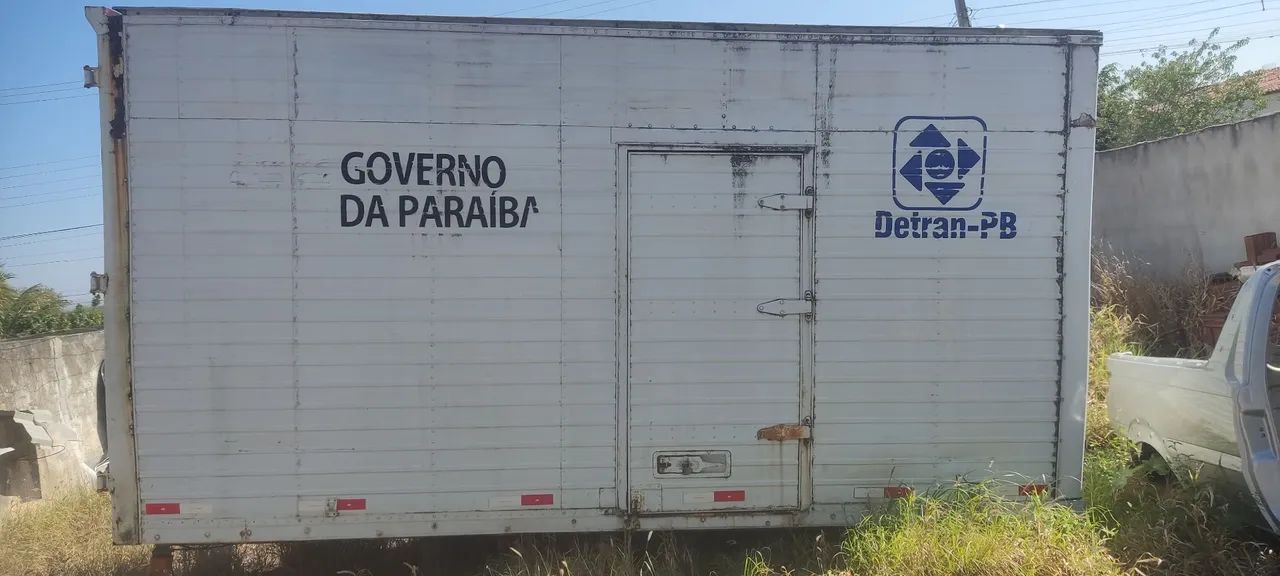 GOVERNO
DA PARAÍBA
Detran-PB